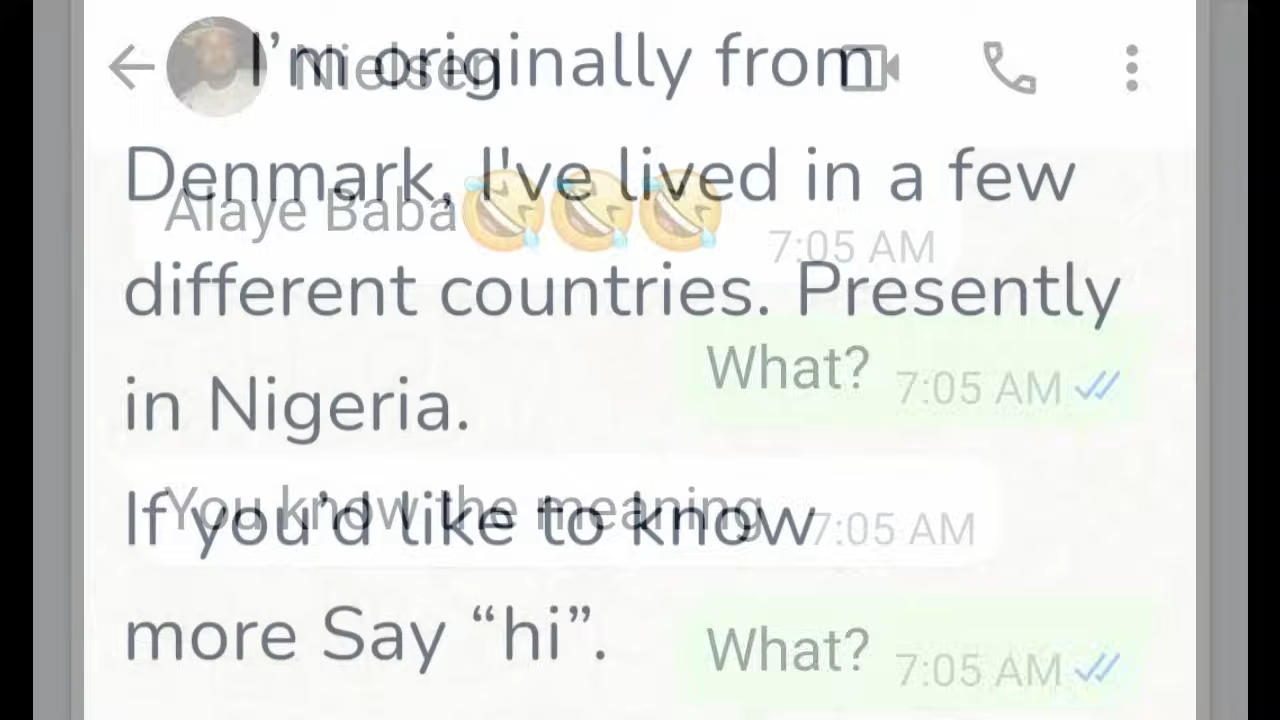 I’m originally from
Denmark, I've lived in a few
different countries. Presently
in Nigeria.
If you’d like to know
more Say “hi”.
Nielsen
Alaye Baba🤣🤣🤣 7:05 AM
What? 7:05 AM
You know the meaning 7:05 AM
What? 7:05 AM